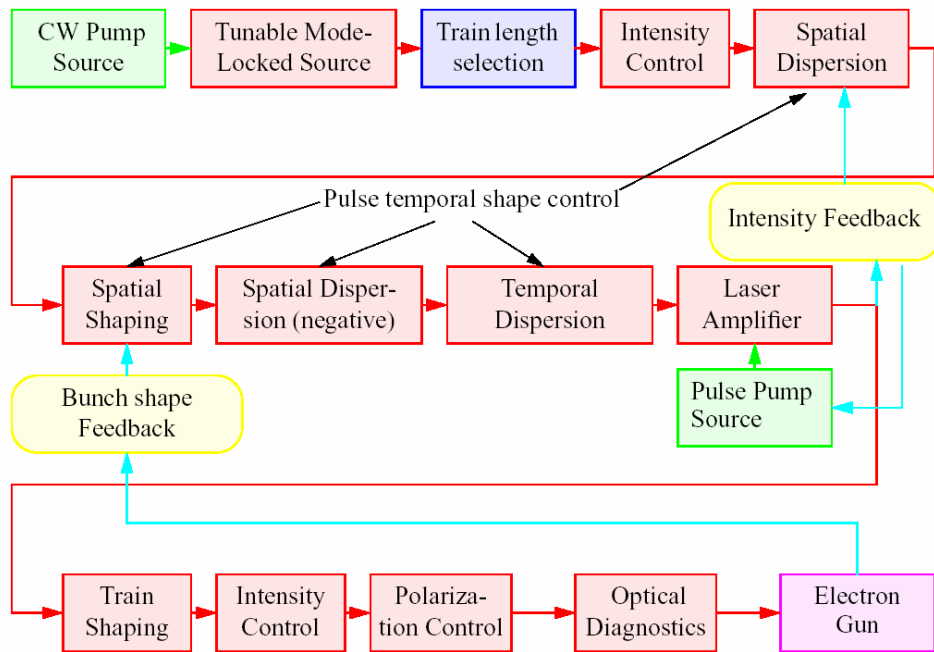 CW Pump
Source
Tunable Mode-
Locked Source
Train length
selection
Intensity
Control
Spatial
Dispersion
Pulse temporal shape control
Intensity Feedback
Spatial
Shaping
Spatial Disper-
sion (negative)
Temporal
Dispersion
Laser
Amplifier
Bunch shape
Feedback
Pulse Pump
Source
Train
Shaping
Intensity
Control
Polariza-
tion Control
Optical
Diagnostics
Electron
Gun